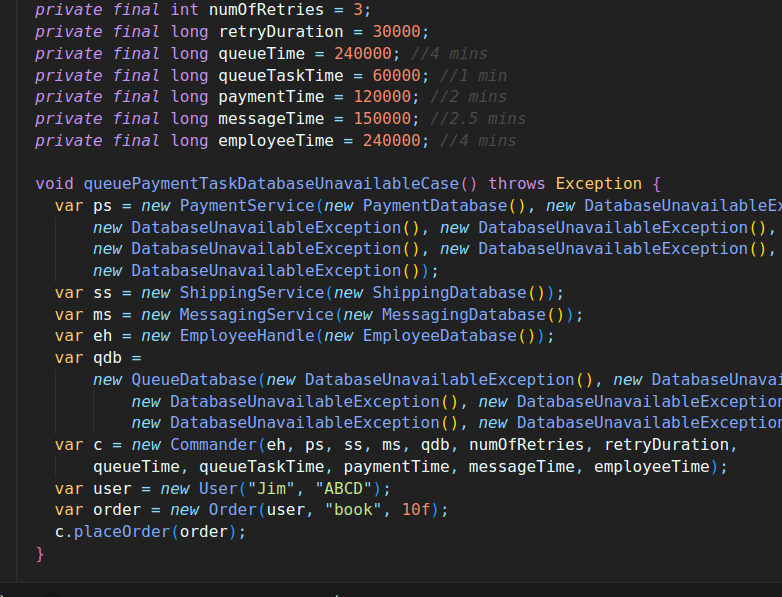 private final int numOfRetries = 3;
private final long retryDuration = 30000;
private final long queueTime = 240000; //4 mins
private final long queueTaskTime = 60000; //1 min
private final long paymentTime = 120000; //2 mins
private final long messageTime = 150000; //2.5 mins
private final long employeeTime = 240000; //4 mins
void queuePaymentTaskDatabaseUnavailableCase() throws Exception {
var ps = new PaymentService(new PaymentDatabase(), new DatabaseUnavailableEx
new DatabaseUnavailableException(), new DatabaseUnavailableException(),
new DatabaseUnavailableException(), new DatabaseUnavailableException(),
new DatabaseUnavailableException());
var ss = new ShippingService(new ShippingDatabase());
var ms = new MessagingService(new MessagingDatabase());
var eh = new EmployeeHandle(new EmployeeDatabase());
var qdb =
new QueueDatabase(new DatabaseUnavailableException(), new DatabaseUnavai
new DatabaseUnavailableException(), new DatabaseUnavailableException
new DatabaseUnavailableException(), new DatabaseUnavailableException
var c = new Commander(eh, ps, ss, ms, qdb, numOfRetries, retryDuration,
queueTime, queueTaskTime, paymentTime, messageTime, employeeTime);
var user = new User("Jim", "ABCD");
var order = new Order(user, "book", 10f);
c.placeOrder(order);
}